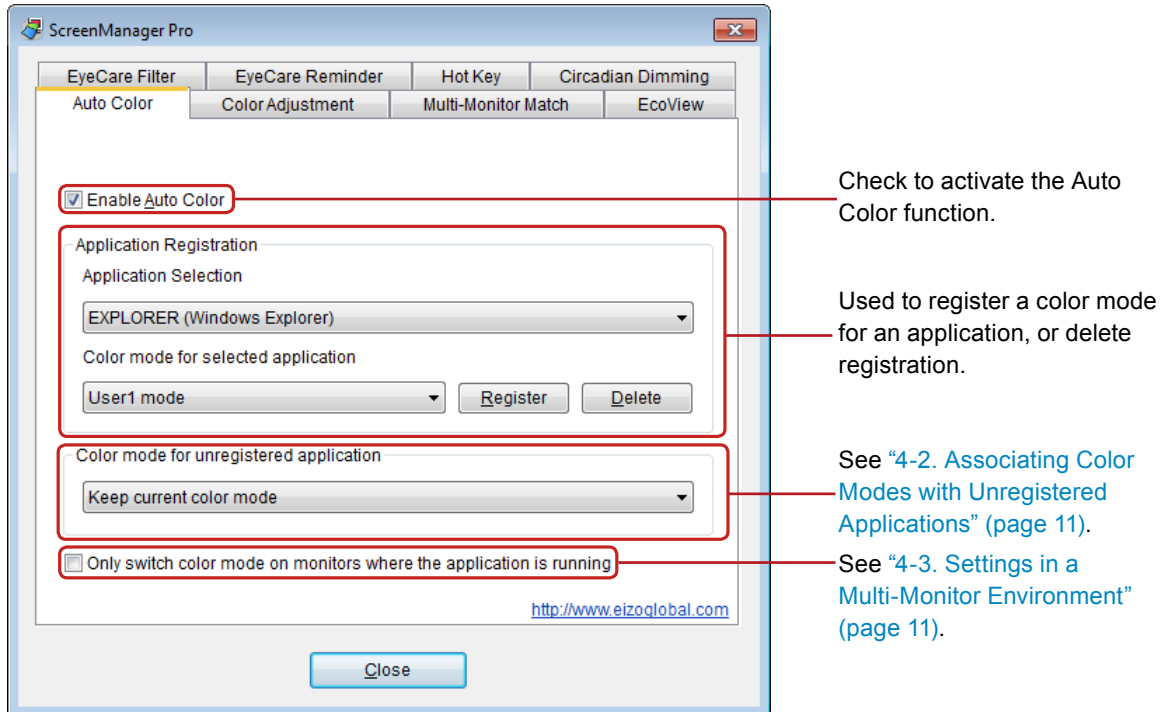 ScreenManager Pro
EyeCare Filter
EyeCare Reminder
Hot Key
Circadian Dimming
Auto Color
Color Adjustment
Multi-Monitor Match
EcoView
Enable Auto Color
Application Registration
Application Selection
EXPLORER (Windows Explorer)
Color mode for selected application
User1 mode
Register
Delete
Color mode for unregistered application
Keep current color mode
Only switch color mode on monitors where the application is running
http://www.eizoglobal.com
Close
Check to activate the Auto
Color function.
Used to register a color mode
for an application, or delete
registration.
See “4-2. Associating Color
Modes with Unregistered
Applications” (page 11).
See “4-3. Settings in a
Multi-Monitor Environment”
(page 11).